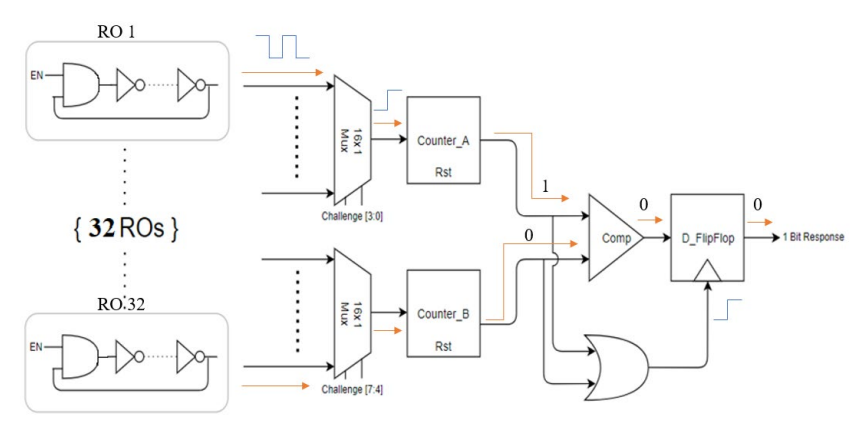 RO 1
EN
{ 32 ROs }
RO 32
EN
16x1
Mux
Challenge [3:0]
Counter_A
Rst
1
16x1
Mux
Challenge [7:4]
Counter_B
Rst
0
Comp
0
D_FlipFlop
0
1 Bit Response